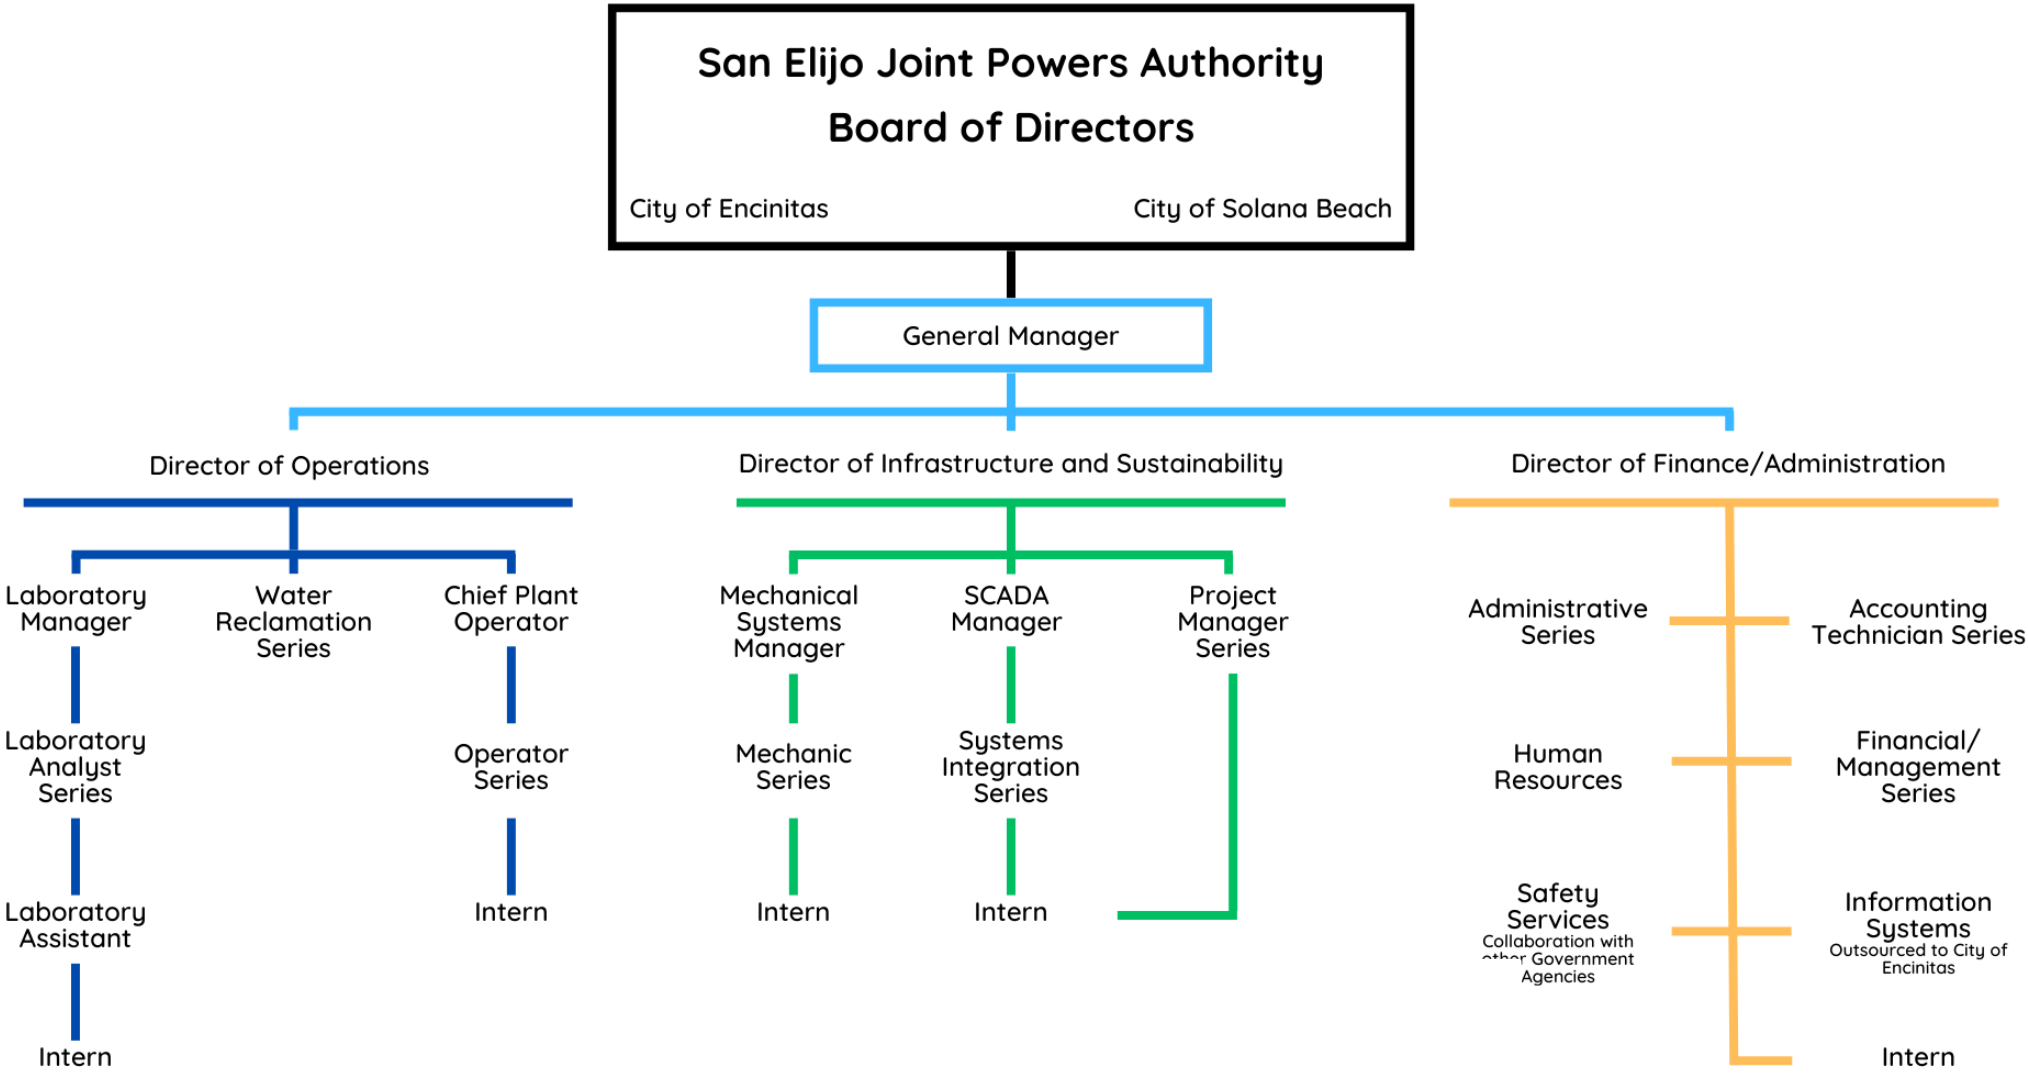 San Elijo Joint Powers Authority
Board of Directors
City of Encinitas
City of Solana Beach
General Manager
Director of Operations
Director of Infrastructure and Sustainability
Director of Finance/Administration
Laboratory
Manager
Water
Reclamation
Series
Chief Plant
Operator
Mechanical
Systems
Manager
SCADA
Manager
Project
Manager
Series
Administrative
Series
Accounting
Technician Series
Laboratory
Analyst
Series
Operator
Series
Mechanic
Series
Systems
Integration
Series
Human
Resources
Financial/
Management
Series
Laboratory
Assistant
Intern
Intern
Intern
Safety
Services
Collaboration with
other Government
Agencies
Information
Systems
Outsourced to City of
Encinitas
Intern
Intern